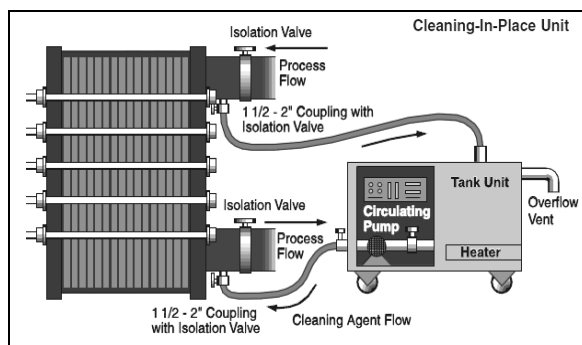 Cleaning-In-Place Unit
Isolation Valve
Process
Flow
1 1/2 - 2" Coupling with
Isolation Valve
Tank Unit
Overflow
Vent
Isolation Valve
Circulating
Pump
Process
Flow
Heater
1 1/2 - 2" Coupling
with Isolation Valve
Cleaning Agent Flow